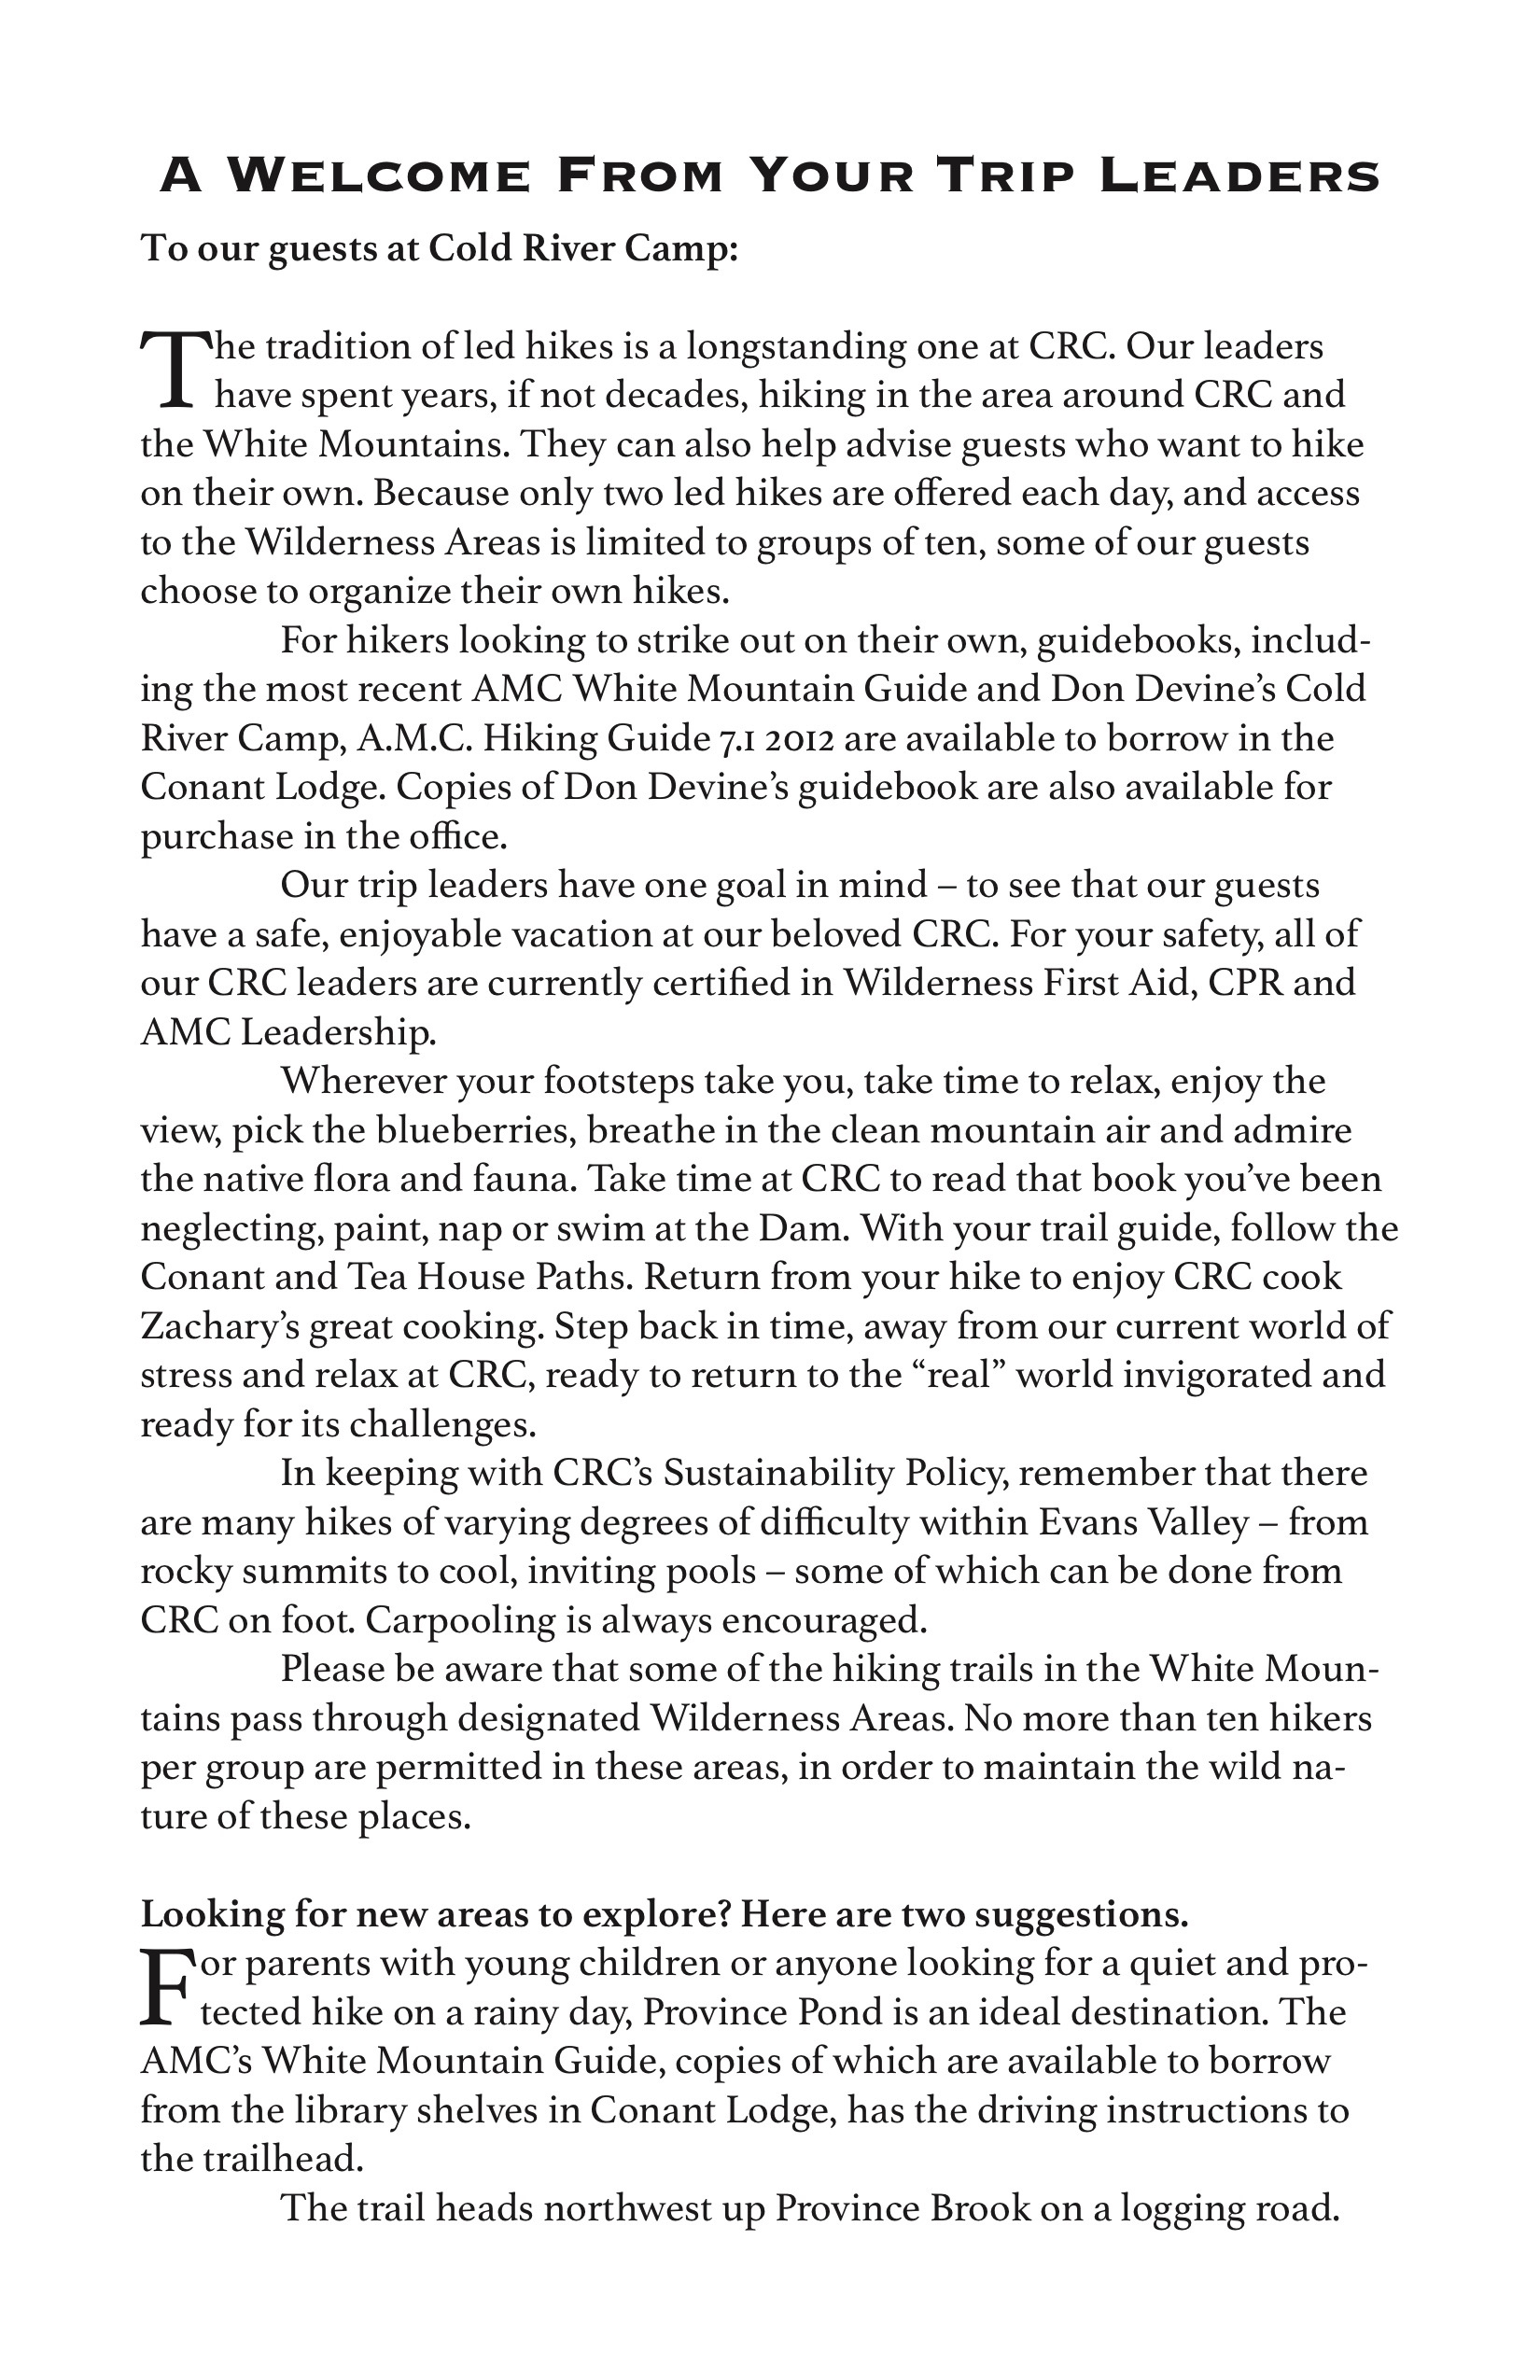 A Welcome From Your Trip Leaders
To our guests at Cold River Camp:
The tradition of led hikes is a longstanding one at CRC. Our leaders
have spent years, if not decades, hiking in the area around CRC and
the White Mountains. They can also help advise guests who want to hike
on their own. Because only two led hikes are offered each day, and access
to the Wilderness Areas is limited to groups of ten, some of our guests
choose to organize their own hikes.
For hikers looking to strike out on their own, guidebooks, includ-
ing the most recent AMC White Mountain Guide and Don Devine’s Cold
River Camp, A.M.C. Hiking Guide 7.1 2012 are available to borrow in the
Conant Lodge. Copies of Don Devine’s guidebook are also available for
purchase in the office.
Our trip leaders have one goal in mind – to see that our guests
have a safe, enjoyable vacation at our beloved CRC. For your safety, all of
our CRC leaders are currently certified in Wilderness First Aid, CPR and
AMC Leadership.
Wherever your footsteps take you, take time to relax, enjoy the
view, pick the blueberries, breathe in the clean mountain air and admire
the native flora and fauna. Take time at CRC to read that book you’ve been
neglecting, paint, nap or swim at the Dam. With your trail guide, follow the
Conant and Tea House Paths. Return from your hike to enjoy CRC cook
Zachary’s great cooking. Step back in time, away from our current world of
stress and relax at CRC, ready to return to the “real” world invigorated and
ready for its challenges.
In keeping with CRC’s Sustainability Policy, remember that there
are many hikes of varying degrees of difficulty within Evans Valley – from
rocky summits to cool, inviting pools – some of which can be done from
CRC on foot. Carpooling is always encouraged.
Please be aware that some of the hiking trails in the White Moun-
tains pass through designated Wilderness Areas. No more than ten hikers
per group are permitted in these areas, in order to maintain the wild na-
ture of these places.
Looking for new areas to explore? Here are two suggestions.
For parents with young children or anyone looking for a quiet and pro-
tected hike on a rainy day, Province Pond is an ideal destination. The
AMC’s White Mountain Guide, copies of which are available to borrow
from the library shelves in Conant Lodge, has the driving instructions to
the trailhead.
The trail heads northwest up Province Brook on a logging road.